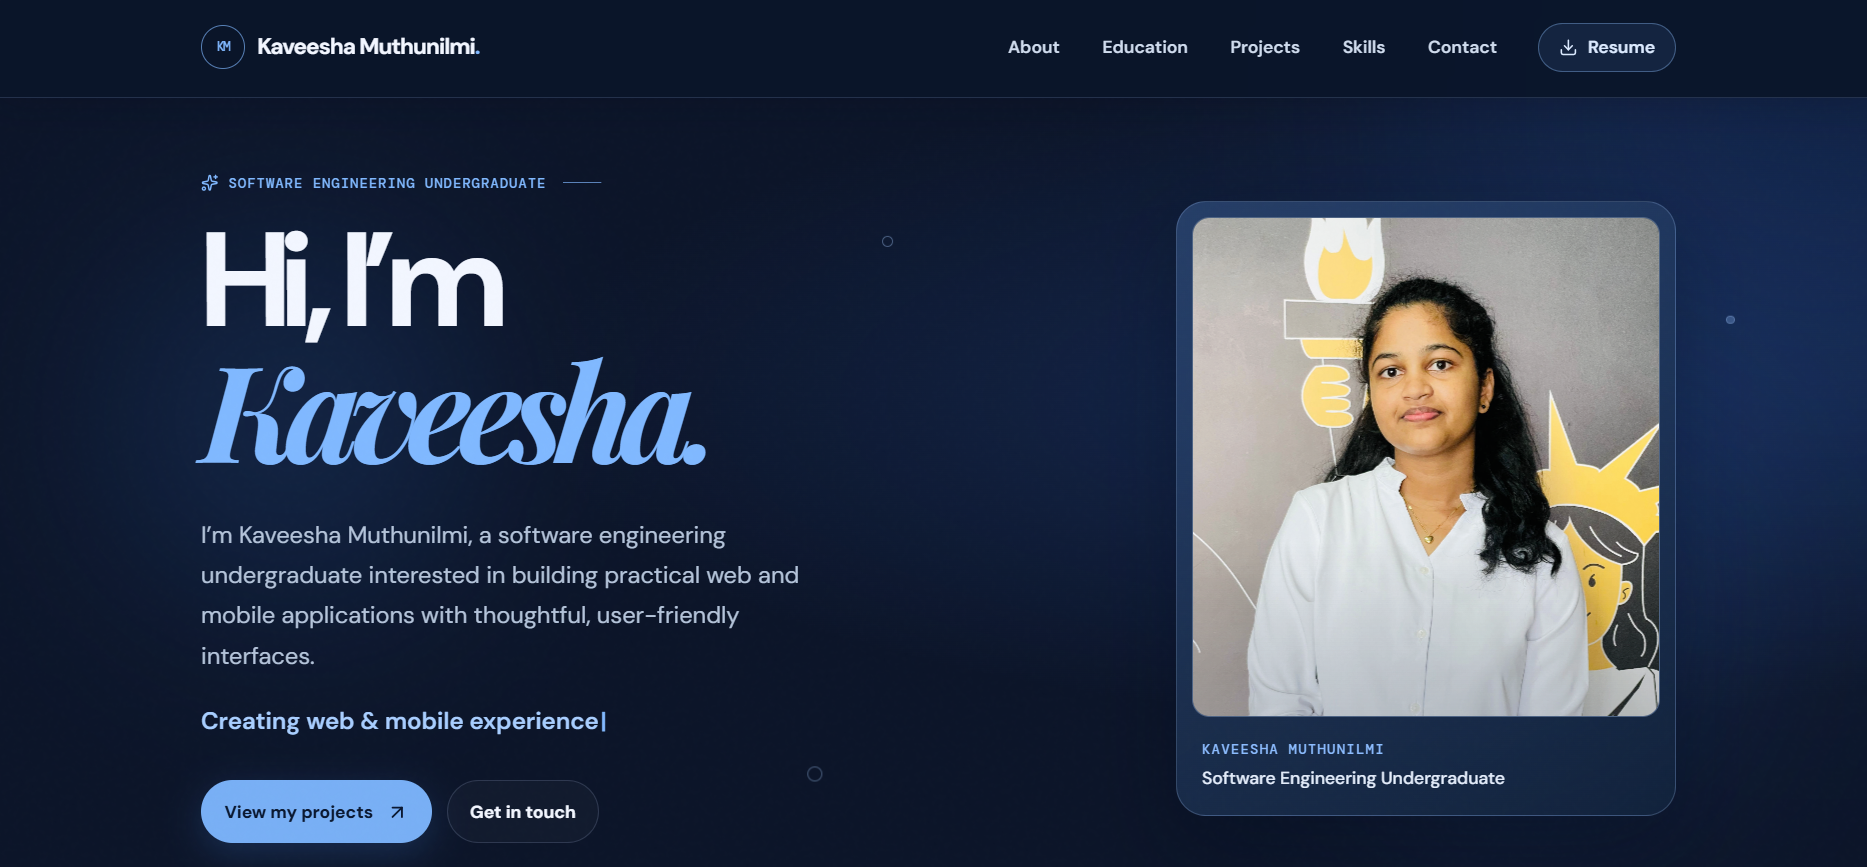 KM
Kaveesha Muthunilmi.
About
Education
Projects
Skills
Contact
Resume
SOFTWARE ENGINEERING UNDERGRADUATE
Hi, I’m
Kaveesha.
I’m Kaveesha Muthunilmi, a software engineering
undergraduate interested in building practical web and
mobile applications with thoughtful, user-friendly
interfaces.
Creating web & mobile experience|
View my projects
Get in touch
KAVEESHA MUTHUNILMI
Software Engineering Undergraduate